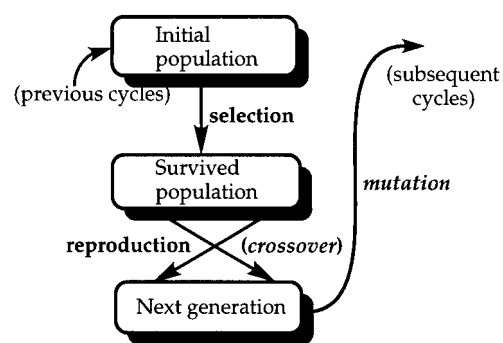 Initial
population
(previous cycles)
(subsequent
cycles)
selection
Survived
population
mutation
reproduction
(crossover)
Next generation